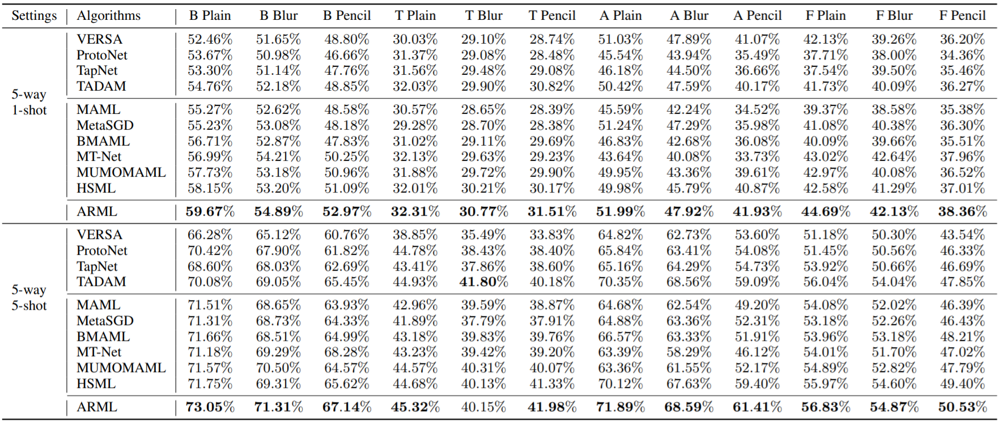 Settings Algorithms B Plain B Blur B Pencil T Plain T Blur T Pencil A Plain A Blur A Pencil F Plain F Blur F Pencil
VERSA 52.46% 51.65% 48.80% 30.03% 29.10% 28.74% 51.03% 47.89% 41.07% 42.13% 39.26% 36.20%
ProtoNet 53.67% 50.98% 46.66% 31.37% 29.08% 28.48% 45.54% 43.94% 35.49% 37.71% 38.00% 34.36%
TapNet 53.30% 51.14% 47.76% 31.56% 29.48% 29.08% 46.18% 44.50% 36.66% 37.54% 39.50% 35.46%
TADAM 54.76% 52.18% 48.85% 32.03% 29.90% 30.82% 50.42% 47.59% 40.17% 41.73% 40.09% 36.27%
5-way
1-shot
MAML 55.27% 52.62% 48.58% 30.57% 28.65% 28.39% 45.59% 42.24% 34.52% 39.37% 38.58% 35.38%
MetaSGD 55.23% 53.08% 48.18% 29.28% 28.70% 28.38% 51.24% 47.29% 35.98% 41.08% 40.38% 36.30%
BMAML 56.71% 52.87% 47.83% 31.02% 29.11% 29.69% 46.83% 42.68% 36.08% 40.09% 39.66% 35.51%
MT-Net 56.99% 54.21% 50.25% 32.13% 29.63% 29.23% 43.64% 40.08% 33.73% 43.02% 42.64% 37.96%
MUMOMAML 57.73% 53.18% 50.96% 31.88% 29.72% 29.90% 49.95% 43.36% 39.61% 42.97% 40.08% 36.52%
HSML 58.15% 53.20% 51.09% 32.01% 30.21% 30.17% 49.98% 45.79% 40.87% 42.58% 41.29% 37.01%
ARML 59.67% 54.89% 52.97% 32.31% 30.77% 31.51% 51.99% 47.92% 41.93% 44.69% 42.13% 38.36%
VERSA 66.28% 65.12% 60.76% 38.85% 35.49% 33.83% 64.82% 62.73% 53.60% 51.18% 50.30% 43.54%
ProtoNet 70.42% 67.90% 61.82% 44.78% 38.43% 38.40% 65.84% 63.41% 54.08% 51.45% 50.56% 46.33%
TapNet 68.60% 68.03% 62.69% 43.41% 37.86% 38.60% 65.16% 64.29% 54.73% 53.92% 50.66% 46.69%
TADAM 70.08% 69.05% 65.45% 44.93% 41.80% 40.18% 70.35% 68.56% 59.09% 56.04% 54.04% 47.85%
5-way
5-shot
MAML 71.51% 68.65% 63.93% 42.96% 39.59% 38.87% 64.68% 62.54% 49.20% 54.08% 52.02% 46.39%
MetaSGD 71.31% 68.73% 64.33% 41.89% 37.79% 37.91% 64.88% 63.36% 52.31% 53.18% 52.26% 46.43%
BMAML 71.66% 68.51% 64.99% 43.18% 39.83% 39.76% 66.57% 63.33% 51.91% 53.96% 53.18% 48.21%
MT-Net 71.18% 69.29% 68.28% 43.23% 39.42% 39.20% 63.39% 58.29% 46.12% 54.01% 51.70% 47.02%
MUMOMAML 71.57% 70.50% 64.57% 44.57% 40.31% 40.07% 63.36% 61.55% 52.17% 54.89% 52.82% 47.79%
HSML 71.75% 69.31% 65.62% 44.68% 40.13% 41.33% 70.12% 67.63% 59.40% 55.97% 54.60% 49.40%
ARML 73.05% 71.31% 67.14% 45.32% 40.15% 41.98% 71.89% 68.59% 61.41% 56.83% 54.87% 50.53%